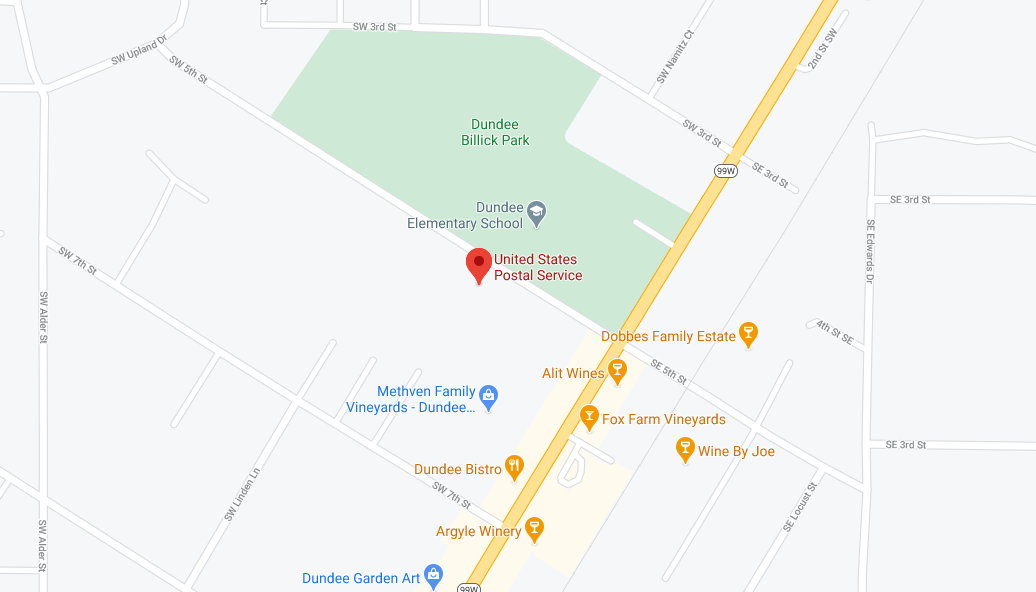 SW 3rd St
SW Upland Dr
SW 5th St
SW Namitz Ct
2nd St SW
Dundee
Billick Park
SW 3rd St
99W
SE 3rd St
SE 3rd St
Dundee
Elementary School
SE Edwards Dr
SW 7th St
United States
Postal Service
SW Alder St
4th St SE
Dobbes Family Estate
SE 5th St
Alit Wines
Methven Family
Vineyards - Dundee...
Fox Farm Vineyards
SE 3rd St
Wine By Joe
Dundee Bistro
SW 7th St
SW Linden Ln
SE Locust St
Argyle Winery
SW Alder St
Dundee Garden Art
99W